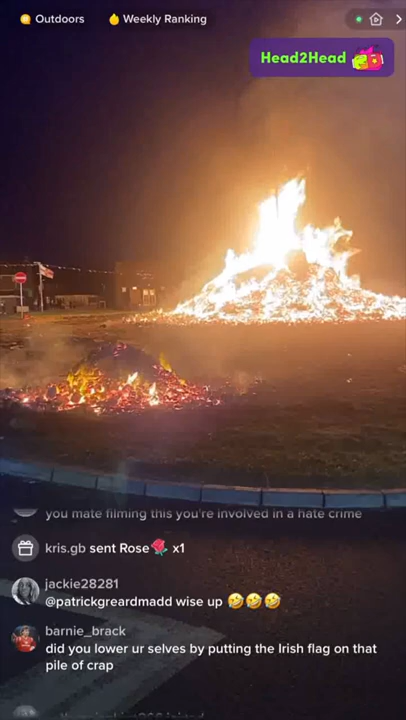 Outdoors
Weekly Ranking
Head2Head
you mate filming this you're involved in a hate crime
kris.gb sent Rose🌹 x1
jackie28281
@patrickgreardmadd wise up 🤣🤣🤣
barnie_brack
did you lower ur selves by putting the Irish flag on that
pile of crap